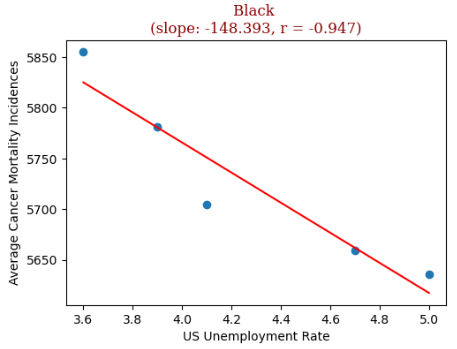 Black
(slope: -148.393, r = -0.947)
5850
5800
5750
5700
5650
Average Cancer Mortality Incidences
3.6 3.8 4.0 4.2 4.4 4.6 4.8 5.0
US Unemployment Rate